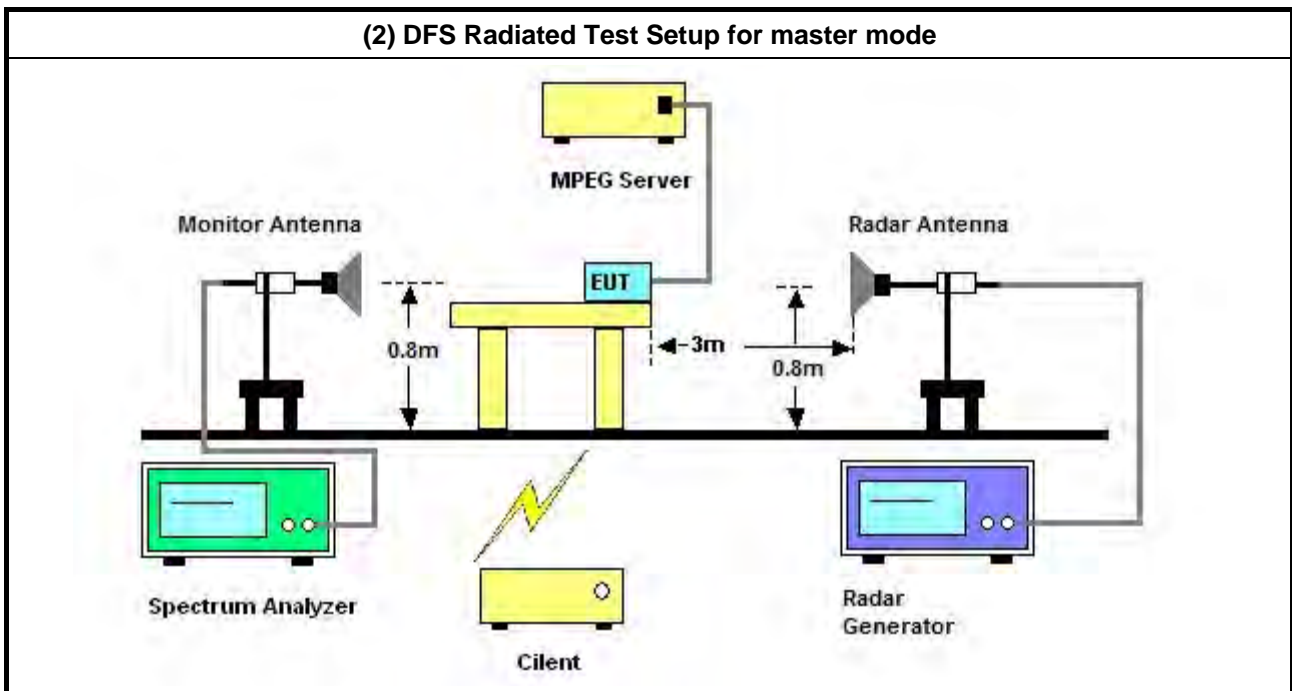 (2) DFS Radiated Test Setup for master mode
MPEG Server
Monitor Antenna
Radar Antenna
EUT
0.8m
3m
0.8m
Spectrum Analyzer
Cilent
Radar
Generator